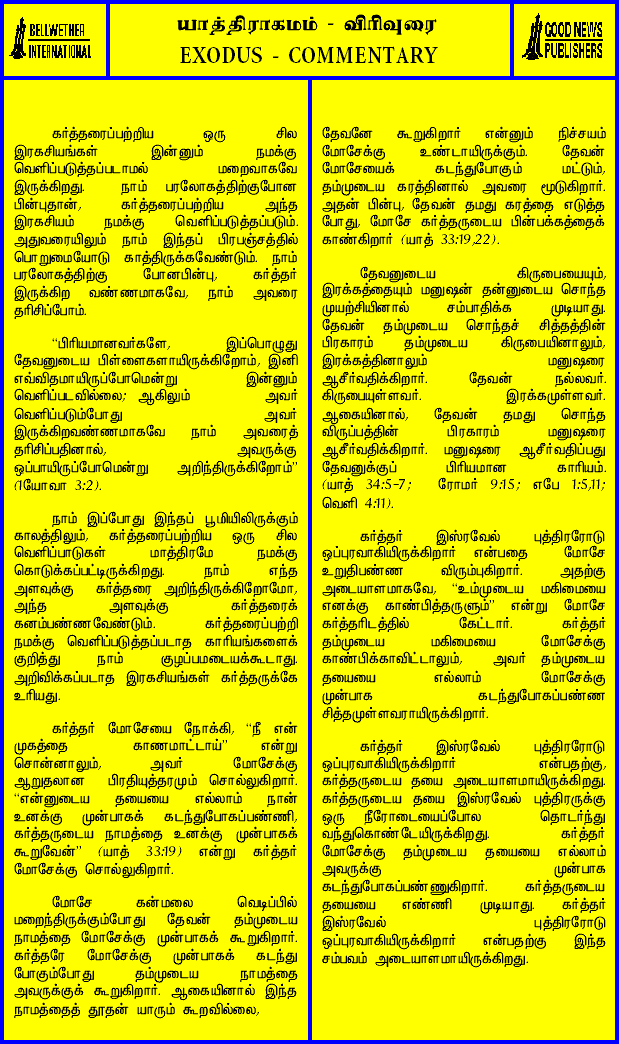 BELLWETHER
INTERNATIONAL
யாத்திராகமம் - விரிவுரை
EXODUS - COMMENTARY
GOOD NEWS
PUBLISHERS
கர்த்தரைப்பற்றிய ஒரு சில
இரகசியங்கள் இன்னும் நமக்கு
வெளிப்படுத்தப்படாமல் மறைவாகவே
இருக்கிறது. நாம் பரலோகத்திற்குபோன
பின்புதான், கர்த்தரைப்பற்றிய அந்த
இரகசியம் நமக்கு வெளிப்படுத்தப்படும்.
அதுவரையிலும் நாம் இந்தப் பிரபஞ்சத்தில்
பொறுமையோடு காத்திருக்கவேண்டும். நாம்
பரலோகத்திற்கு போனபின்பு, கர்த்தர்
இருக்கிற வண்ணமாகவே, நாம் அவரை
தரிசிப்போம்.
"பிரியமானவர்களே, இப்பொழுது
தேவனுடைய பிள்ளைகளாயிருக்கிறோம், இனி
எவ்விதமாயிருப்போமென்று இன்னும்
வெளிப்படவில்லை; ஆகிலும் அவர்
வெளிப்படும்போது அவர்
இருக்கிறவண்ணமாகவே நாம் அவரைத்
தரிசிப்பதினால், அவருக்கு
ஒப்பாயிருப்போமென்று அறிந்திருக்கிறோம்"
(1யோவா 3:2).
நாம் இப்போது இந்தப் பூமியிலிருக்கும்
காலத்திலும், கர்த்தரைப்பற்றிய ஒரு சில
வெளிப்பாடுகள் மாத்திரமே நமக்கு
கொடுக்கப்பட்டிருக்கிறது. நாம் எந்த
அளவுக்கு கர்த்தரை அறிந்திருக்கிறோமோ,
அந்த அளவுக்கு கர்த்தரைக்
கனம்பண்ணவேண்டும். கர்த்தரைப்பற்றி
நமக்கு வெளிப்படுத்தப்படாத காரியங்களைக்
குறித்து நாம் குழப்பமடையக்கூடாது.
அறிவிக்கப்படாத இரகசியங்கள் கர்த்தருக்கே
உரியது.
கர்த்தர் மோசேயை நோக்கி, "நீ என்
முகத்தை காணமாட்டாய்" என்று
சொன்னாலும், அவர் மோசேக்கு
ஆறுதலான பிரதியுத்தரமும் சொல்லுகிறார்.
"என்னுடைய தயையை எல்லாம் நான்
உனக்கு முன்பாகக் கடந்துபோகப்பண்ணி,
கர்த்தருடைய நாமத்தை உனக்கு முன்பாகக்
கூறுவேன்" (யாத் 33:19) என்று கர்த்தர்
மோசேக்கு சொல்லுகிறார்.
மோசே கன்மலை வெடிப்பில்
மறைந்திருக்கும்போது தேவன் தம்முடைய
நாமத்தை மோசேக்கு முன்பாகக் கூறுகிறார்.
கர்த்தரே மோசேக்கு முன்பாகக் கடந்து
போகும்போது தம்முடைய நாமத்தை
அவருக்குக் கூறுகிறார். ஆகையினால் இந்த
நாமத்தைத் தூதன் யாரும் கூறவில்லை,
தேவனே கூறுகிறார் என்னும் நிச்சயம்
மோசேக்கு உண்டாயிருக்கும். தேவன்
மோசேயைக் கடந்துபோகும் மட்டும்,
தம்முடைய கரத்தினால் அவரை மூடுகிறார்.
அதன் பின்பு, தேவன் தமது கரத்தை எடுத்த
போது, மோசே கர்த்தருடைய பின்பக்கத்தைக்
காண்கிறார் (யாத் 33:19,22).
தேவனுடைய கிருபையையும்,
இரக்கத்தையும் மனுஷன் தன்னுடைய சொந்த
முயற்சியினால் சம்பாதிக்க முடியாது.
தேவன் தம்முடைய சொந்தச் சித்தத்தின்
பிரகாரம் தம்முடைய கிருபையினாலும்,
இரக்கத்தினாலும் மனுஷரை
ஆசீர்வதிக்கிறார். தேவன் நல்லவர்.
கிருபையுள்ளவர். இரக்கமுள்ளவர்.
ஆகையினால், தேவன் தமது சொந்த
விருப்பத்தின் பிரகாரம் மனுஷரை
ஆசீர்வதிக்கிறார். மனுஷரை ஆசீர்வதிப்பது
தேவனுக்குப் பிரியமான காரியம்.
(யாத் 34:5-7; ரோமர் 9:15; எபே 1:5,11;
வெளி 4:11).
கர்த்தர் இஸ்ரவேல் புத்திரரோடு
ஒப்புரவாகியிருக்கிறார் என்பதை மோசே
உறுதிபண்ண விரும்புகிறார். அதற்கு
அடையாளமாகவே, "உம்முடைய மகிமையை
எனக்கு காண்பித்தருளும்" என்று மோசே
கர்த்தரிடத்தில் கேட்டார். கர்த்தர்
தம்முடைய மகிமையை மோசேக்கு
காண்பிக்காவிட்டாலும், அவர் தம்முடைய
தயையை எல்லாம் மோசேக்கு
முன்பாக கடந்துபோகப்பண்ண
சித்தமுள்ளவராயிருக்கிறார்.
கர்த்தர் இஸ்ரவேல் புத்திரரோடு
ஒப்புரவாகியிருக்கிறார் என்பதற்கு,
கர்த்தருடைய தயை அடையாளமாயிருக்கிறது.
கர்த்தருடைய தயை இஸ்ரவேல் புத்திரருக்கு
ஒரு நீரோடையைப்போல தொடர்ந்து
வந்துகொண்டேயிருக்கிறது. கர்த்தர்
மோசேக்கு தம்முடைய தயையை எல்லாம்
அவருக்கு முன்பாக
கடந்துபோகப்பண்ணுகிறார். கர்த்தருடைய
தயையை எண்ணி முடியாது. கர்த்தர்
இஸ்ரவேல் புத்திரரோடு
ஒப்புரவாகியிருக்கிறார் என்பதற்கு இந்த
சம்பவம் அடையாளமாயிருக்கிறது.